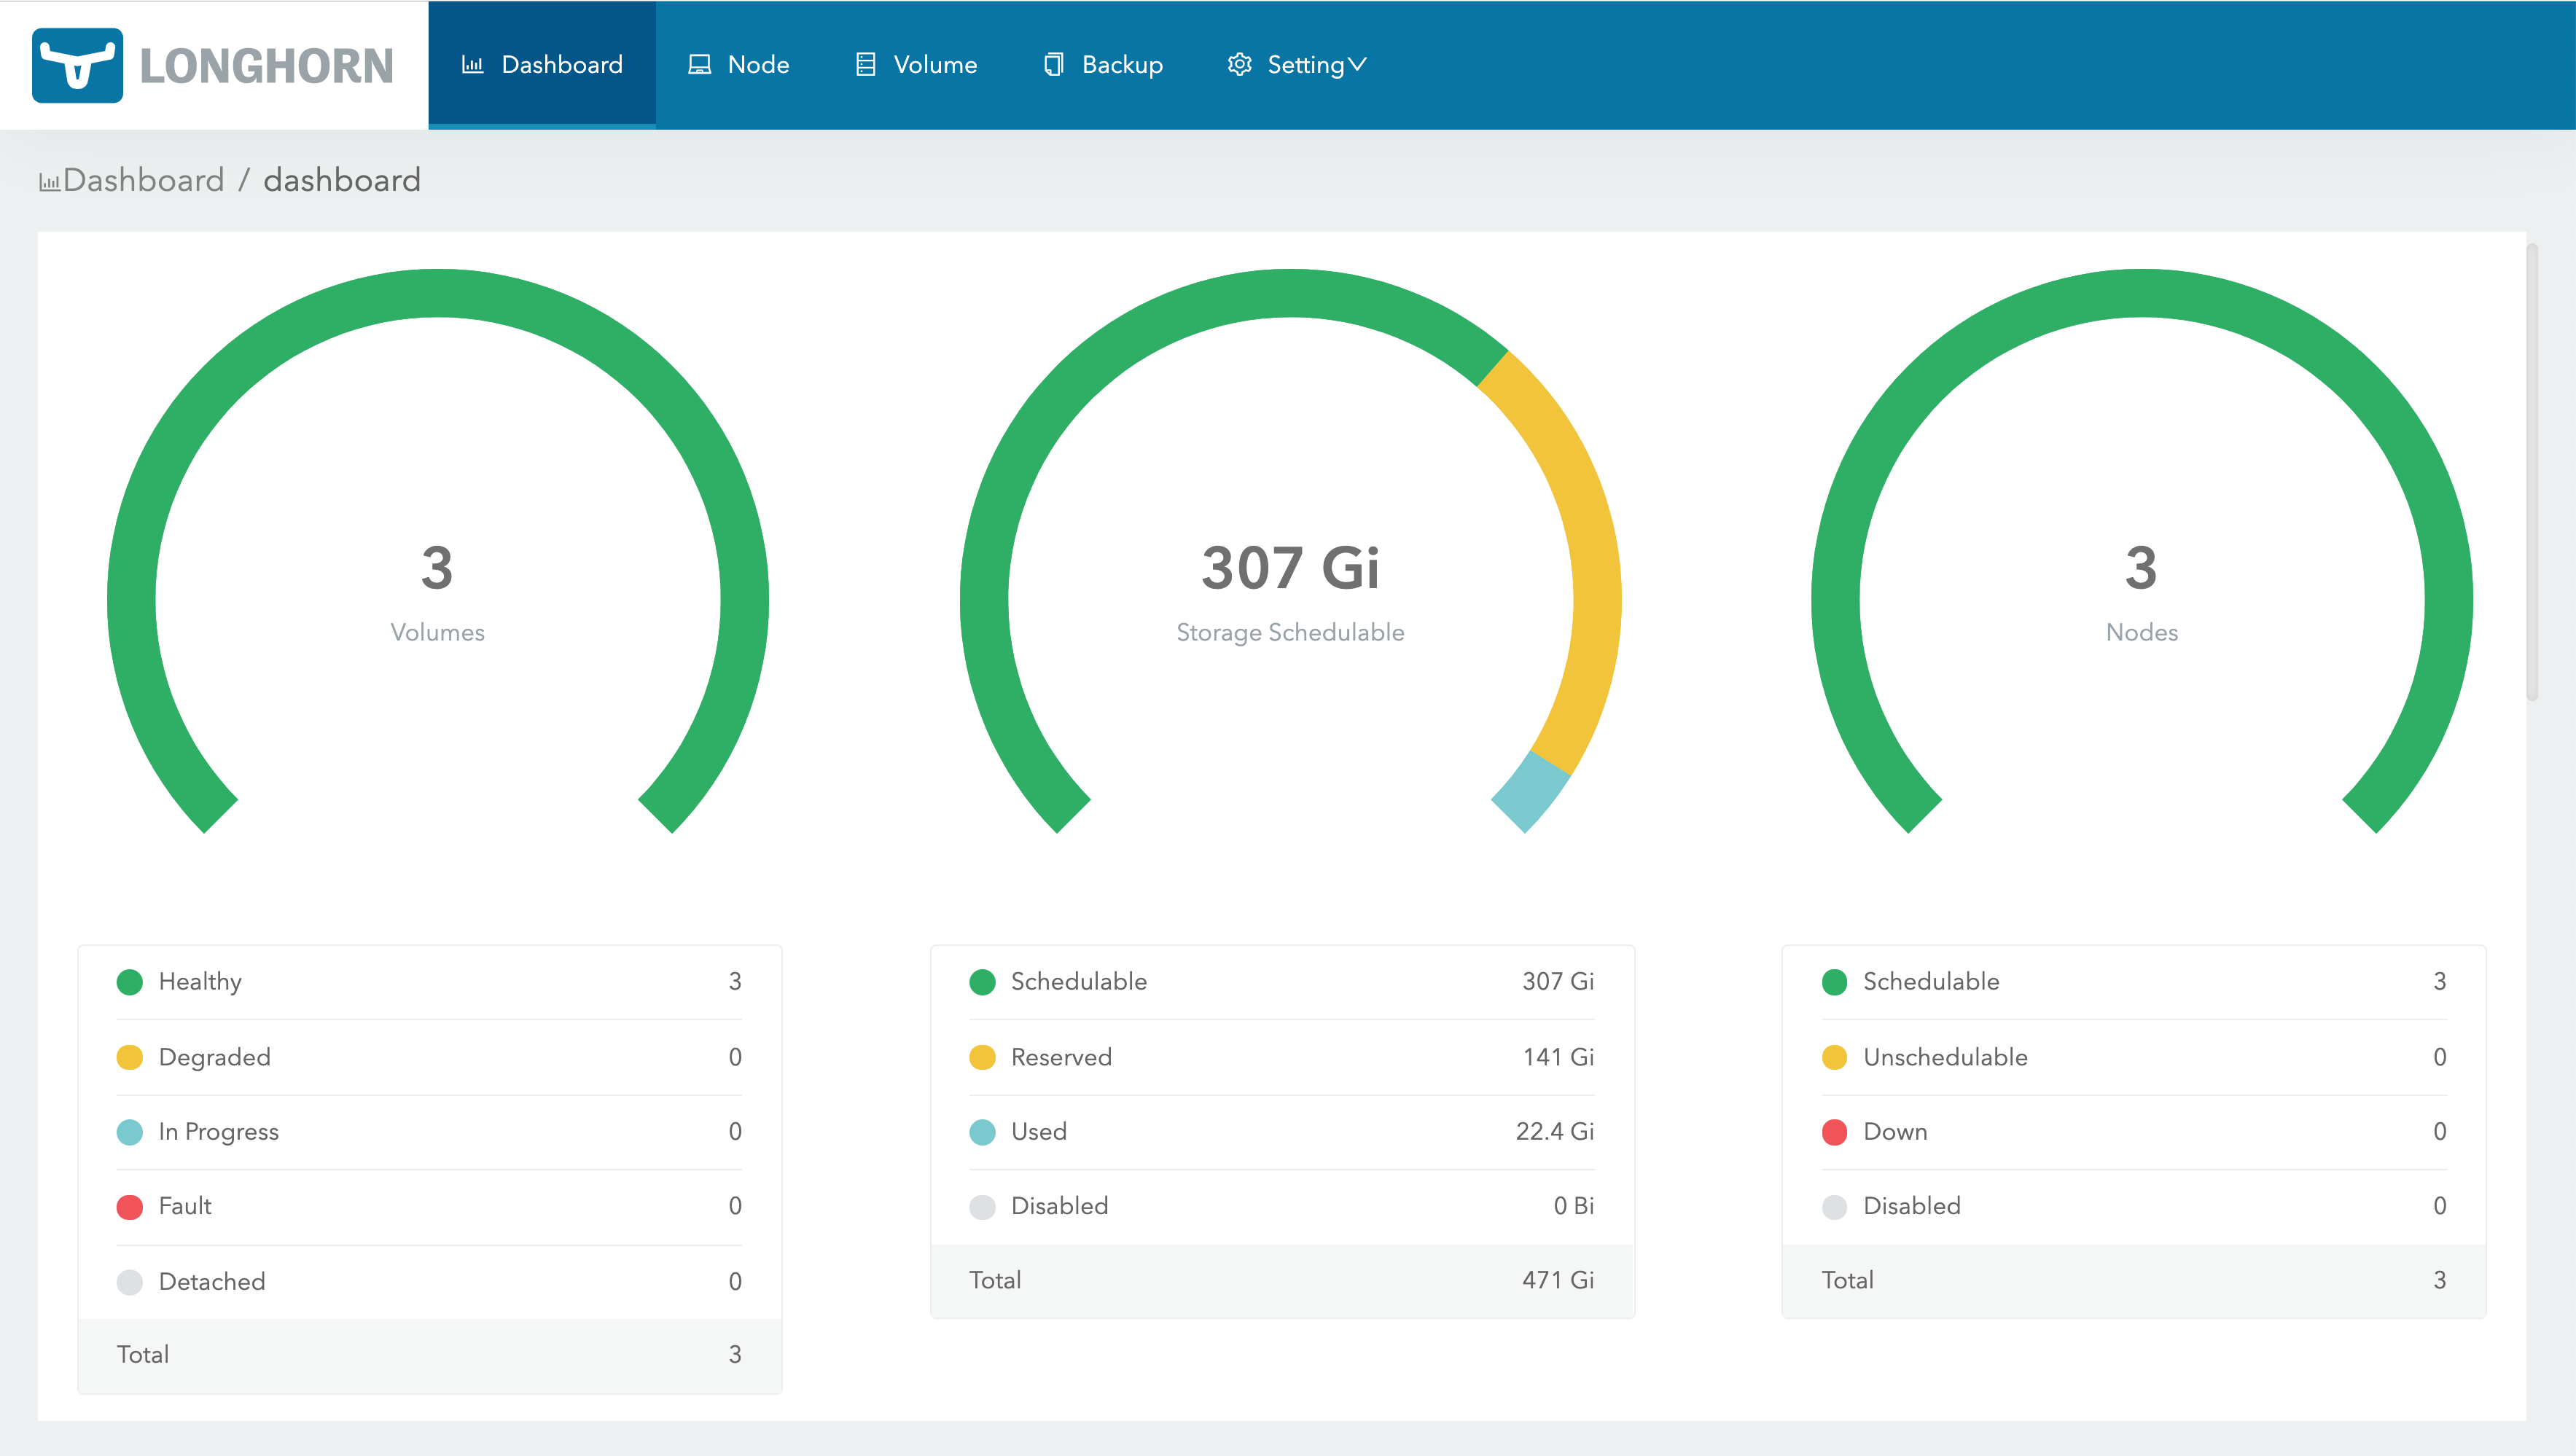 LONGHORN
Dashboard
Node
Volume
Backup
Setting
Dashboard / dashboard
3
Volumes
307 Gi
Storage Schedulable
3
Nodes
Healthy 3
Degraded 0
In Progress 0
Fault 0
Detached 0
Total 3
Schedulable 307 Gi
Reserved 141 Gi
Used 22.4 Gi
Disabled 0 Bi
Total 471 Gi
Schedulable 3
Unschedulable 0
Down 0
Disabled 0
Total 3